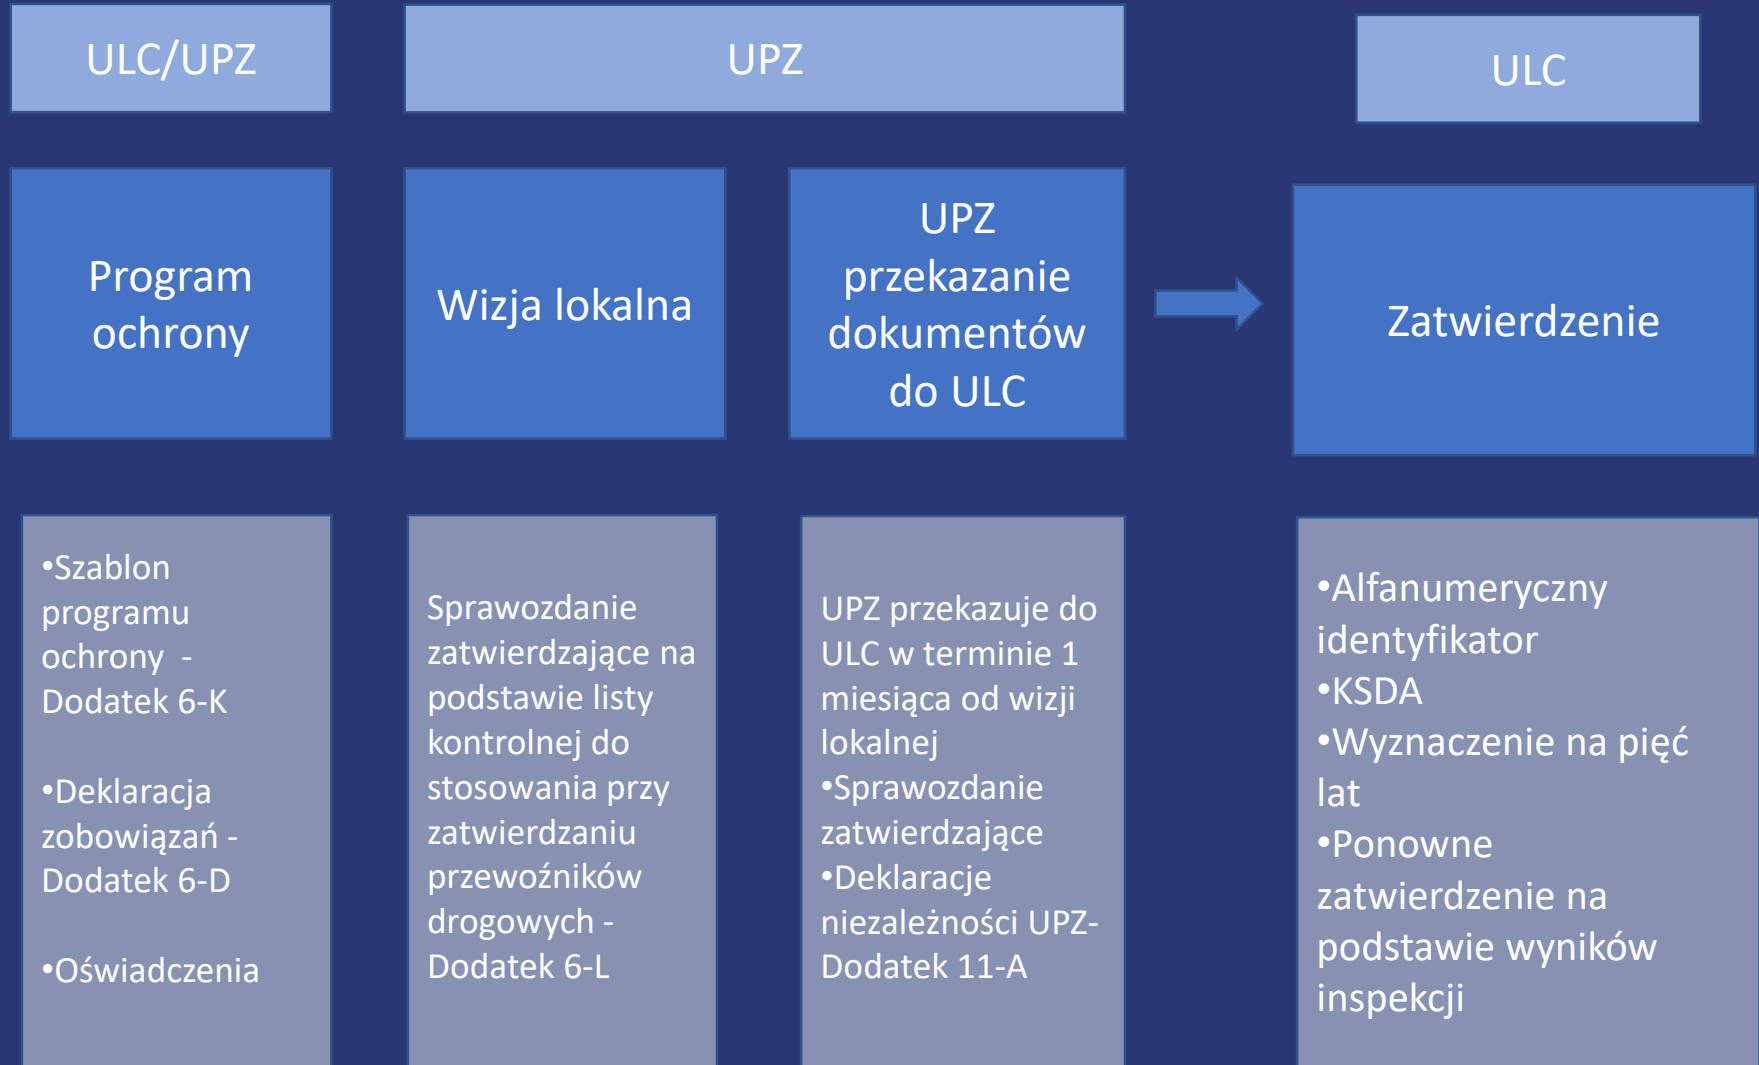 ULC/UPZ
UPZ
ULC
Program
ochrony
Wizja lokalna
UPZ
przekazanie
dokumentów
do ULC
Zatwierdzenie
•Szablon
programu
ochrony -
Dodatek 6-K
•Deklaracja
zobowiązań -
Dodatek 6-D
•Oświadczenia
Sprawozdanie
zatwierdzające na
podstawie listy
kontrolnej do
stosowania przy
zatwierdzaniu
przewoźników
drogowych -
Dodatek 6-L
UPZ przekazuje do
ULC w terminie 1
miesiąca od wizji
lokalnej
•Sprawozdanie
zatwierdzające
•Deklaracje
niezależności UPZ-
Dodatek 11-A
•Alfanumeryczny
identyfikator
•KSDA
•Wyznaczenie na pięć
lat
•Ponowne
zatwierdzenie na
podstawie wyników
inspekcji